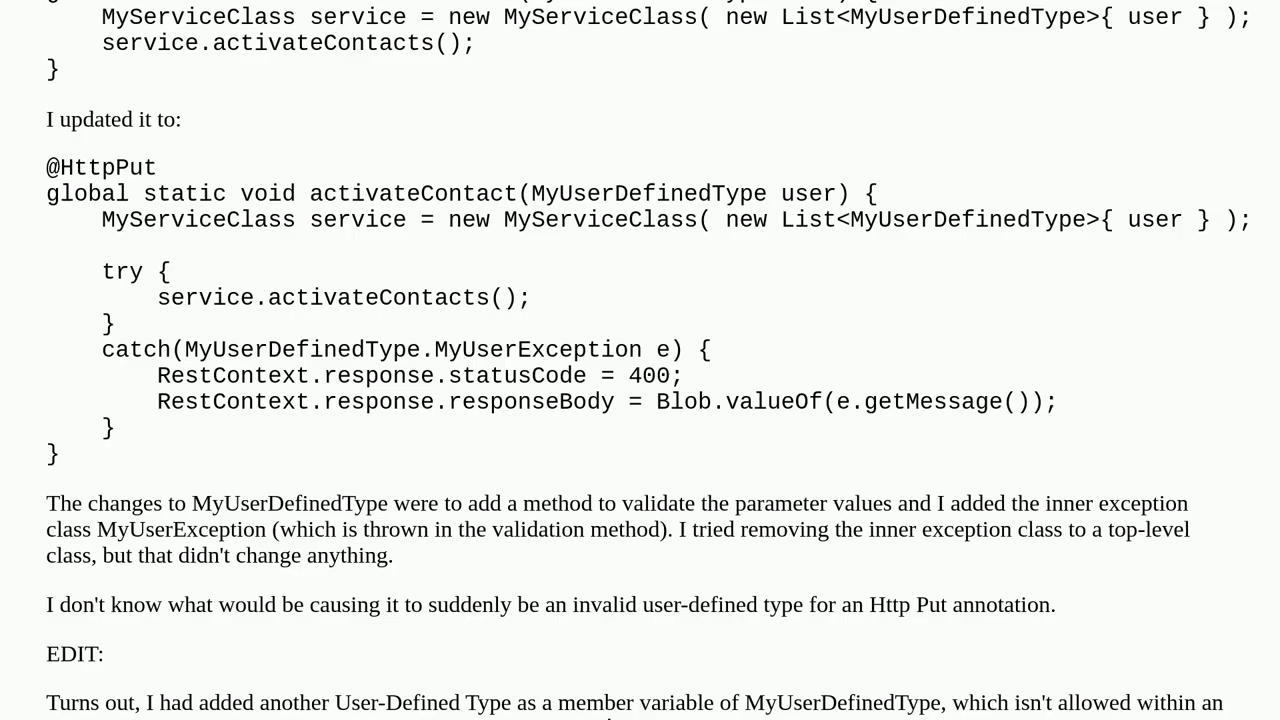 MyServiceClass service = new MyServiceClass( new List<MyUserDefinedType>{ user } );
    service.activateContacts();
}
I updated it to:
@HttpPut
global static void activateContact(MyUserDefinedType user) {
    MyServiceClass service = new MyServiceClass( new List<MyUserDefinedType>{ user } );
    try {
        service.activateContacts();
    }
    catch(MyUserDefinedType.MyUserException e) {
        RestContext.response.statusCode = 400;
        RestContext.response.responseBody = Blob.valueOf(e.getMessage());
    }
}
The changes to MyUserDefinedType were to add a method to validate the parameter values and I added the inner exception
class MyUserException (which is thrown in the validation method). I tried removing the inner exception class to a top-level
class, but that didn't change anything.
I don't know what would be causing it to suddenly be an invalid user-defined type for an Http Put annotation.
EDIT:
Turns out, I had added another User-Defined Type as a member variable of MyUserDefinedType, which isn't allowed within an